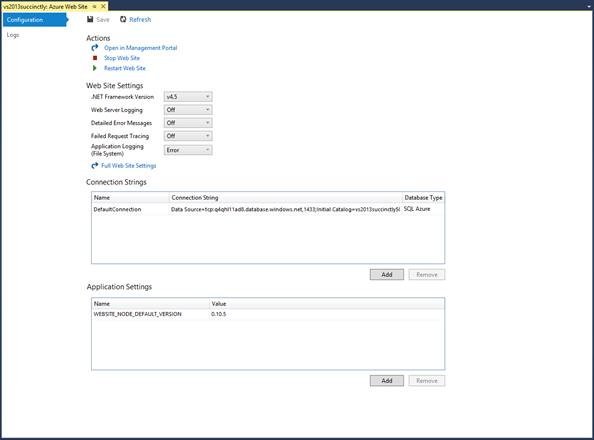 vs2013succinctly: Azure Web Site
Configuration
Logs
Save Refresh
Actions
Open in Management Portal
Stop Web Site
Restart Web Site
Web Site Settings
.NET Framework Version v4.5
Web Server Logging Off
Detailed Error Messages Off
Failed Request Tracing Off
Application Logging
(File System) Error
Full Web Site Settings
Connection Strings
Name Connection String Database Type
DefaultConnection Data Source=tcp:q4qhl11ad8.database.windows.net,1433;Initial Catalog=vs2013succinctlySI SQL Azure
Add Remove
Application Settings
Name Value
WEBSITE_NODE_DEFAULT_VERSION 0.10.5
Add Remove